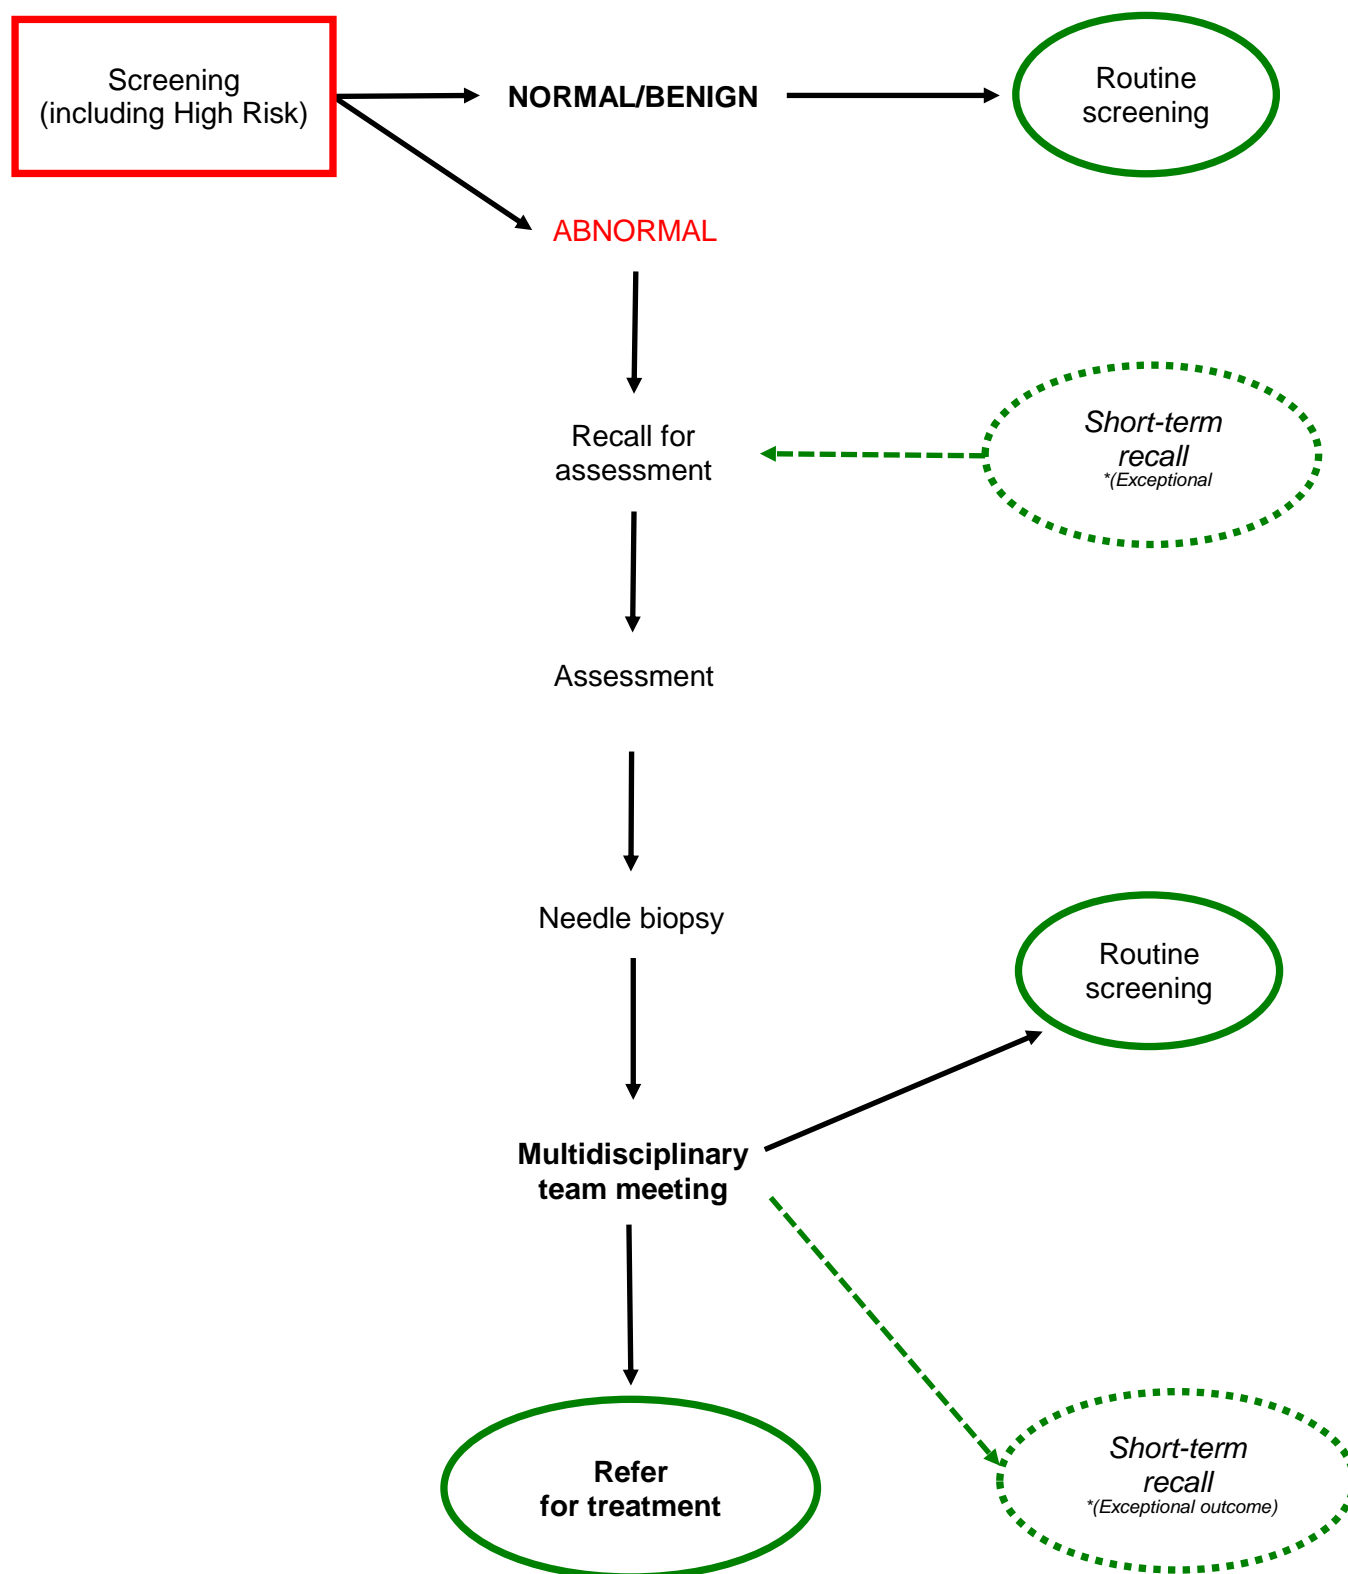 Screening
(including High Risk)
NORMAL/BENIGN
Routine
screening
ABNORMAL
Recall for
assessment
Short-term
recall
*(Exceptional
Assessment
Needle biopsy
Routine
screening
Multidisciplinary
team meeting
Refer
for treatment
Short-term
recall
*(Exceptional outcome)